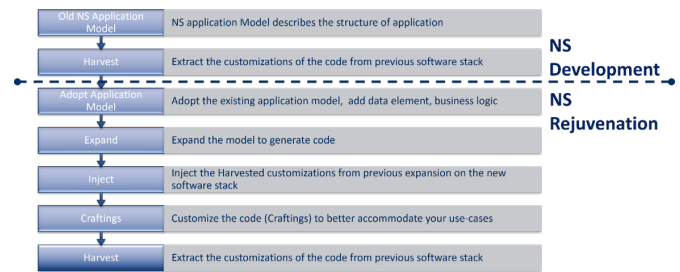 Old NS Application
Model
NS application Model describes the structure of application
Harvest
Extract the customizations of the code from previous software stack
NS
Development
Adopt Application
Model
Adopt the existing application model, add data element, business logic
NS
Rejuvenation
Expand
Expand the model to generate code
Inject
Inject the Harvested customizations from previous expansion on the new
software stack
Craftings
Customize the code (Craftings) to better accommodate your use-cases
Harvest
Extract the customizations of the code from previous software stack